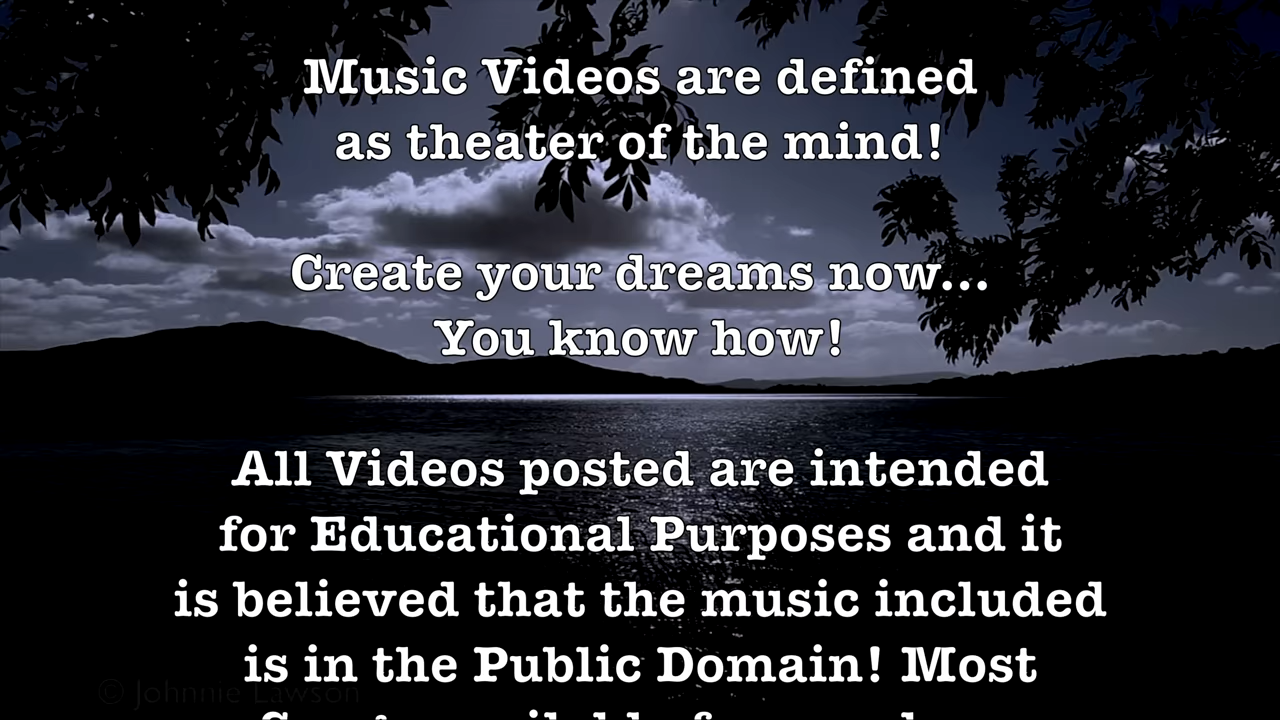 Music Videos are defined
as theater of the mind!
Create your dreams now...
You know how!
All Videos posted are intended
for Educational Purposes and it
is believed that the music included
is in the Public Domain! Most
© Johnnie Lawson